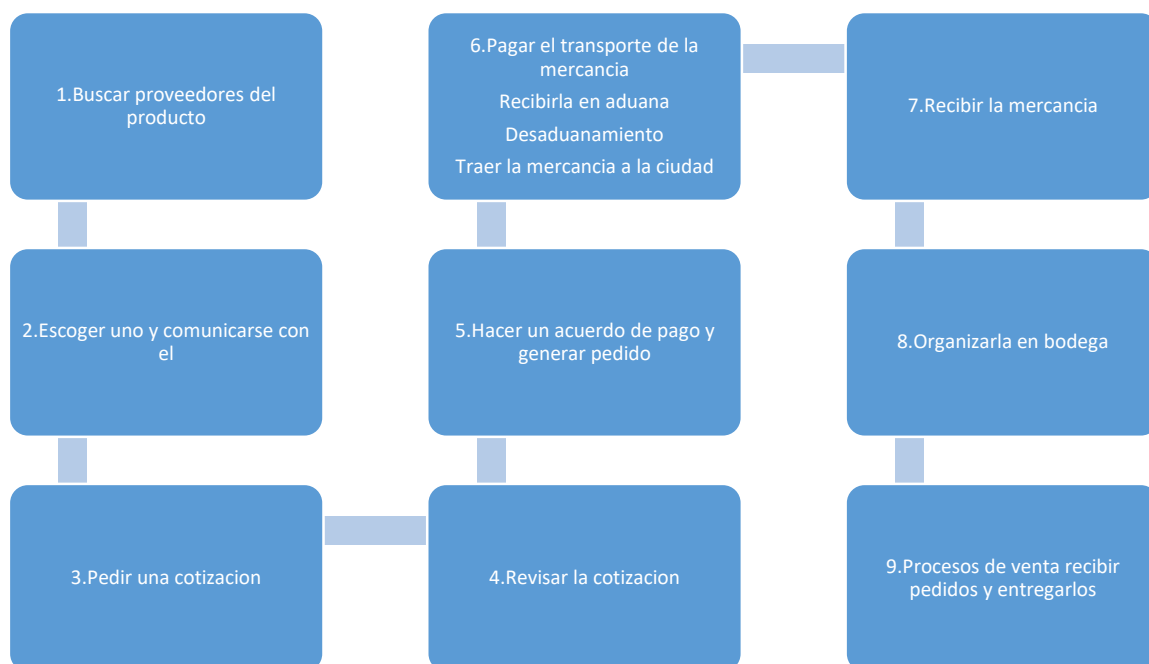 1.Buscar proveedores del
producto
2.Escoger uno y comunicarse con
el
3.Pedir una cotizacion
4.Revisar la cotizacion
5.Hacer un acuerdo de pago y
generar pedido
6.Pagar el transporte de la
mercancia
Recibirla en aduana
Desaduanamiento
Traer la mercancia a la ciudad
7.Recibir la mercancia
8.Organizarla en bodega
9.Procesos de venta recibir
pedidos y entregarlos